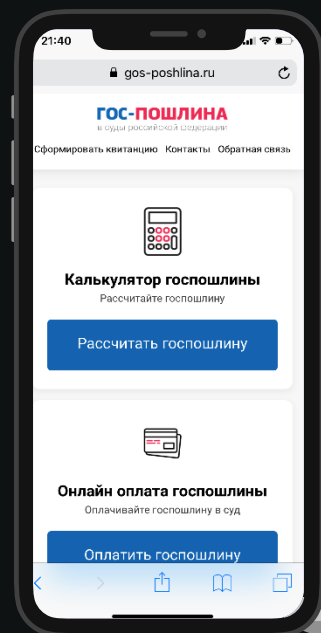 21:40
gos-poshlina.ru
ГОС-ПОШЛИНА
в суды российской федерации
Сформировать квитанцию Контакты Обратная связь
Калькулятор госпошлины
Рассчитайте госпошлину
Рассчитать госпошлину
Онлайн оплата госпошлины
Оплачивайте госпошлину в суд
Оплатить госпошлину